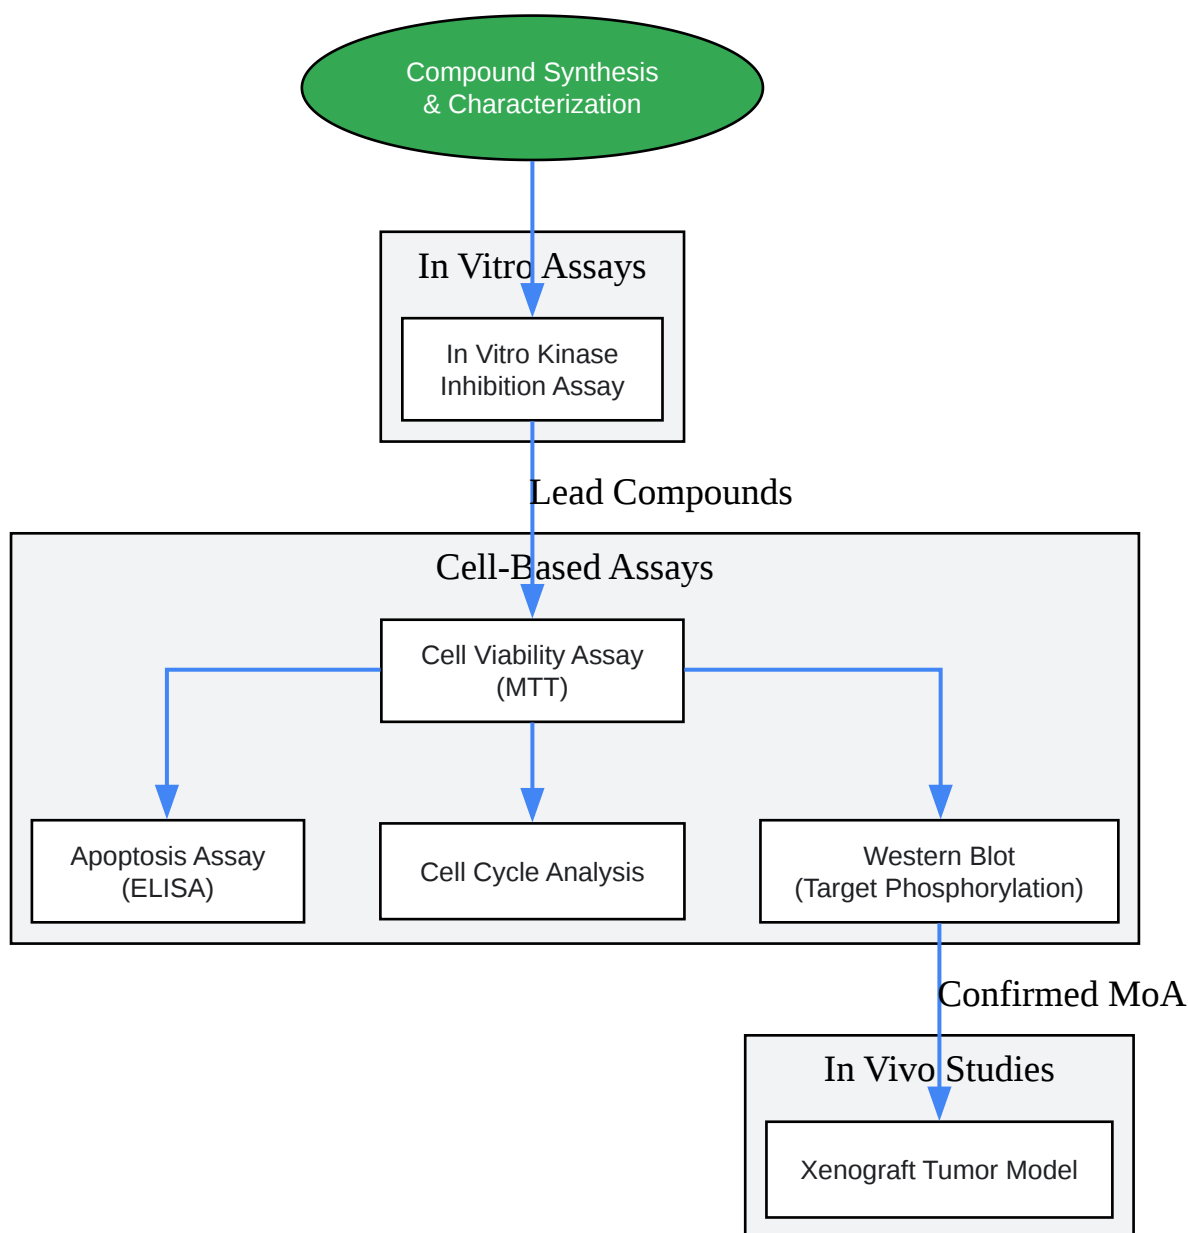 Compound Synthesis
& Characterization
In Vitro Assays
In Vitro Kinase
Inhibition Assay
Lead Compounds
Cell-Based Assays
Cell Viability Assay
(MTT)
Apoptosis Assay
(ELISA)
Cell Cycle Analysis
Western Blot
(Target Phosphorylation)
Confirmed MoA
In Vivo Studies
Xenograft Tumor Model